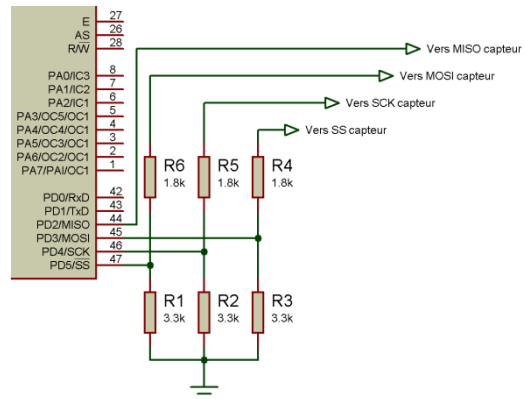 E 27
AS 26
R/W 28
PA0/IC3 8
PA1/IC2 7
PA2/IC1 6
PA3/OC5/OC1 5
PA4/OC4/OC1 4
PA5/OC3/OC1 3
PA6/OC2/OC1 2
PA7/PAI/OC1 1
PD0/RxD 42
PD1/TxD 43
PD2/MISO 44
PD3/MOSI 45
PD4/SCK 46
PD5/SS 47
Vers MISO capteur
Vers MOSI capteur
Vers SCK capteur
Vers SS capteur
R6
1.8k
R5
1.8k
R4
1.8k
R1
3.3k
R2
3.3k
R3
3.3k